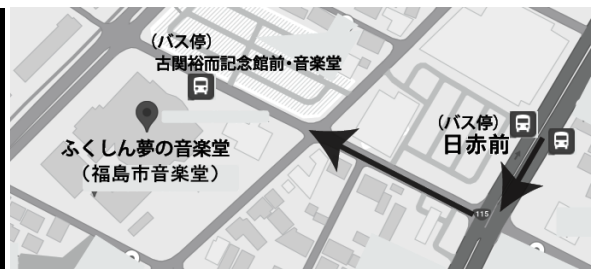 (バス停)
古関裕而記念館前・音楽堂
ふくしん夢の音楽堂
(福島市音楽堂)
(バス停)
日赤前
115